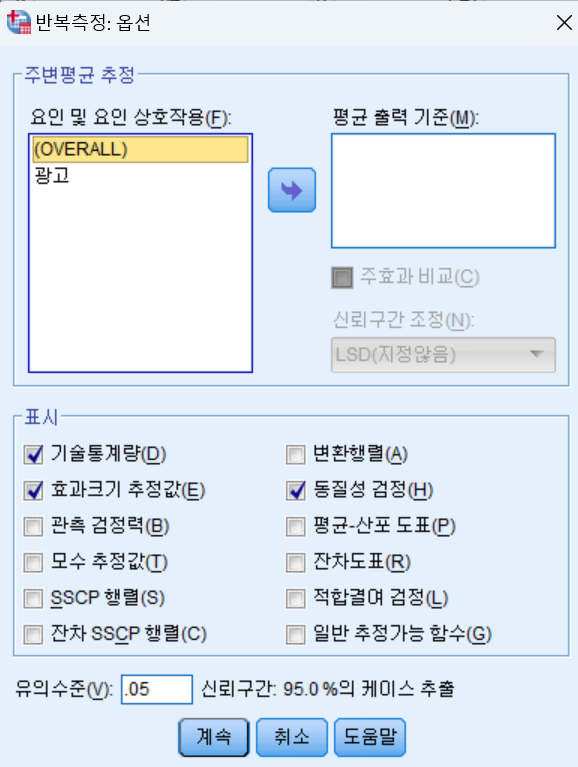 반복측정: 옵션
주변평균 추정
요인 및 요인 상호작용(F):
(OVERALL)
광고
평균 출력 기준(M):
주효과 비교(C)
신뢰구간 조정(N):
LSD(지정않음)
표시
기술통계량(D)
변환행렬(A)
효과크기 추정값(E)
동질성 검정(H)
관측 검정력(B)
평균-산포 도표(P)
모수 추정값(T)
잔차도표(R)
SSCP 행렬(S)
적합결여 검정(L)
잔차 SSCP 행렬(C)
일반 추정가능 함수(G)
유의수준(V): .05 신뢰구간: 95.0 %의 케이스 추출
계속 취소 도움말